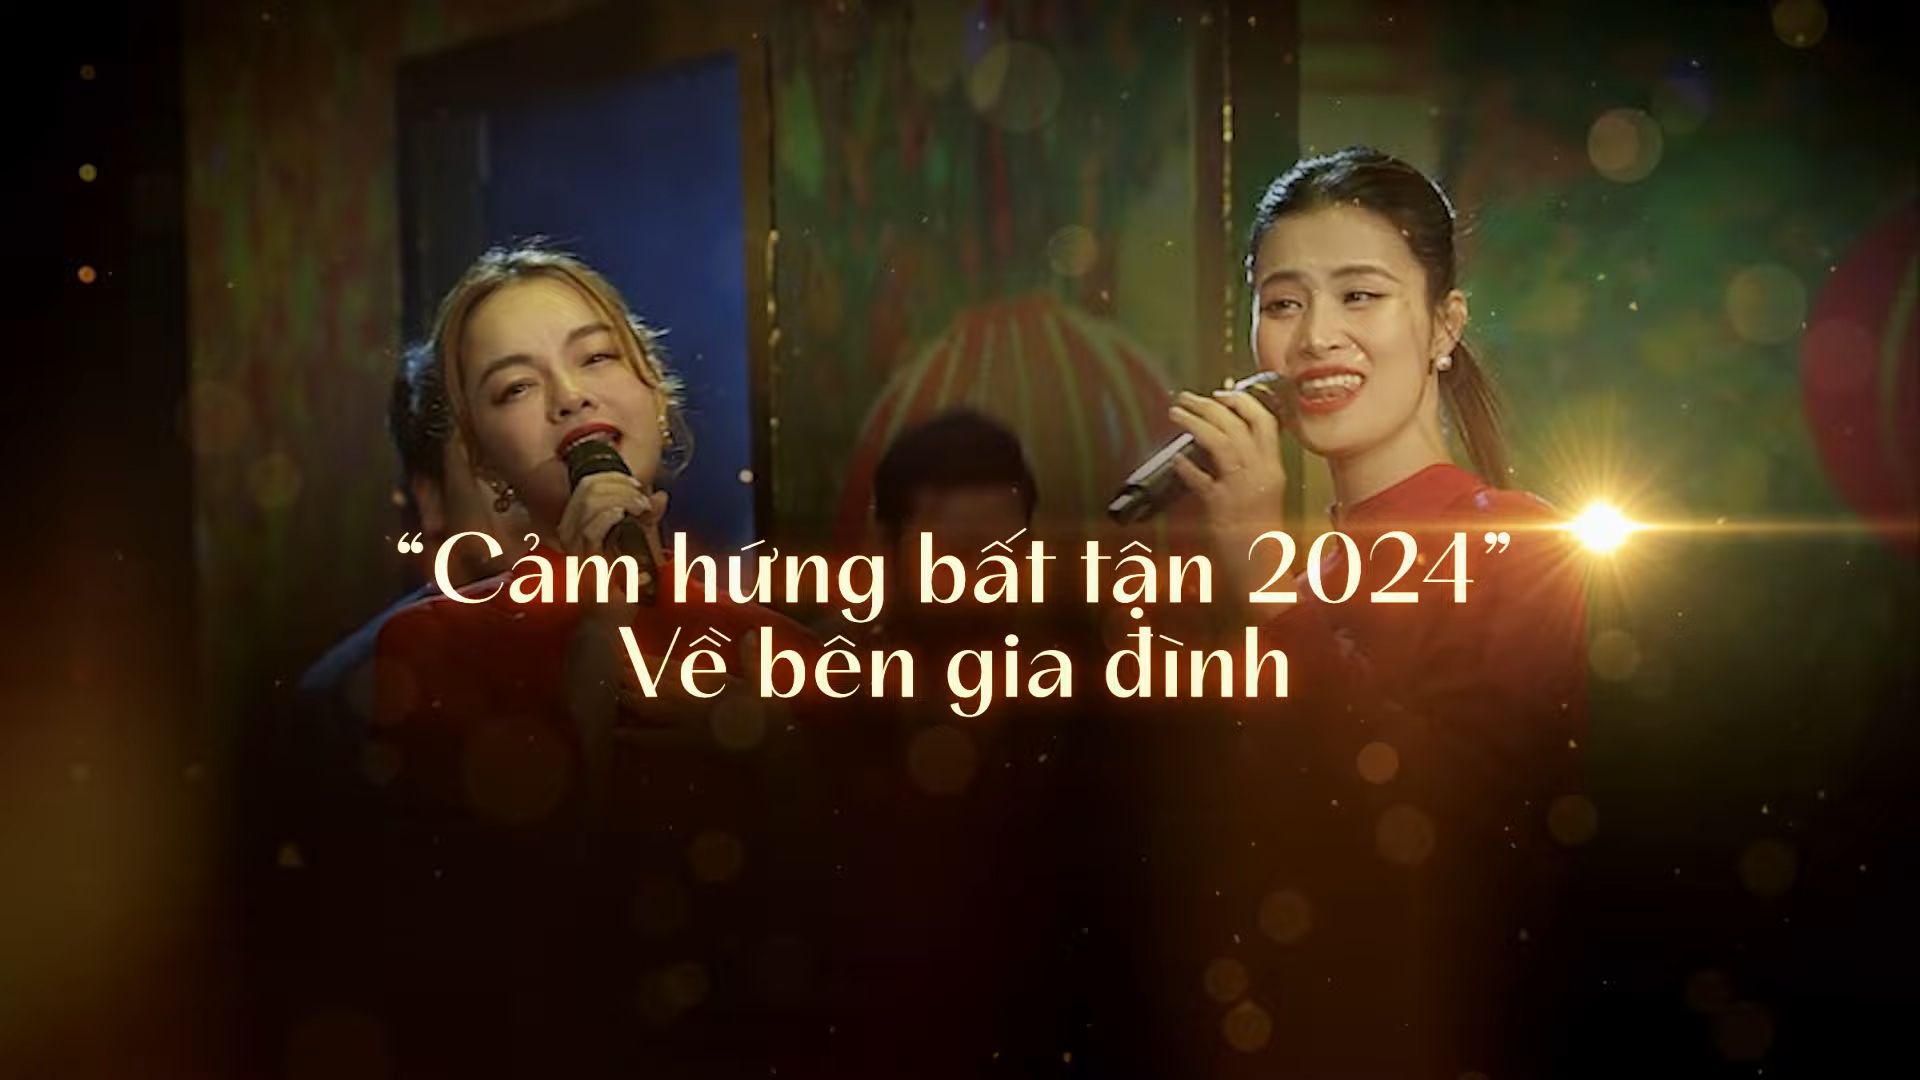 “Cảm hứng bất tận 2024”
Về bên gia đình